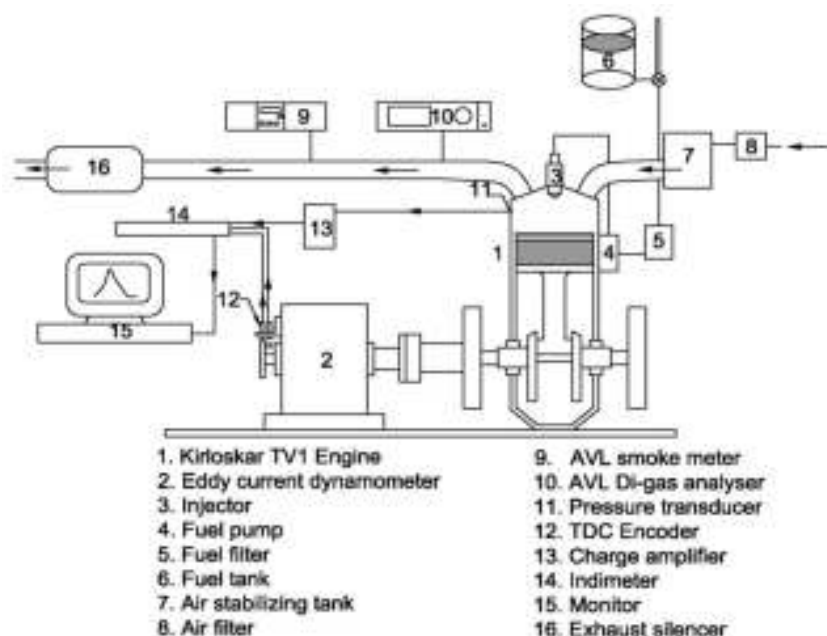 6
9
10
16
3
7
8
11
14
13
1
4
5
12
15
2
1. Kirloskar TV1 Engine
2. Eddy current dynamometer
3. Injector
4. Fuel pump
5. Fuel filter
6. Fuel tank
7. Air stabilizing tank
8. Air filter
9. AVL smoke meter
10. AVL Di-gas analyser
11. Pressure transducer
12. TDC Encoder
13. Charge amplifier
14. Indimeter
15. Monitor
16. Exhaust silencer